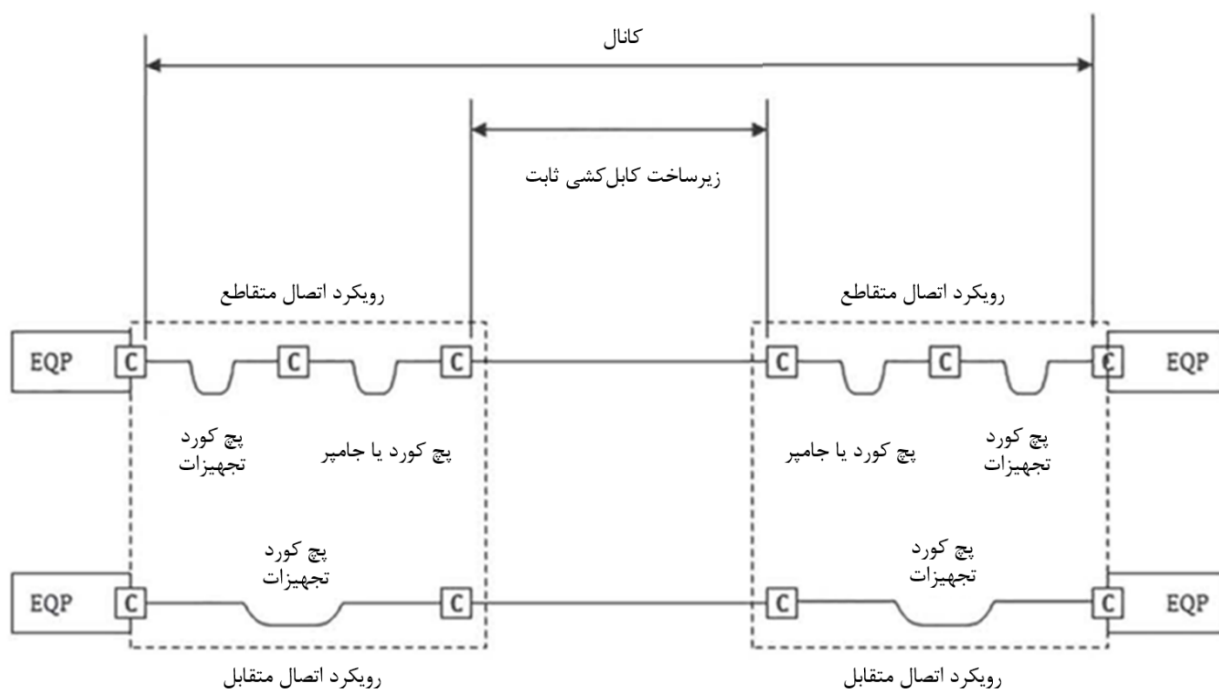 کانال
زیرساخت کابل‌کشی ثابت
رویکرد اتصال متقاطع
رویکرد اتصال متقاطع
EQP
C
C
C
C
C
C
EQP
پچ کورد
تجهیزات
پچ کورد یا جامپر
پچ کورد یا جامپر
پچ کورد
تجهیزات
پچ کورد
تجهیزات
پچ کورد
تجهیزات
EQP
C
C
C
C
EQP
رویکرد اتصال متقابل
رویکرد اتصال متقابل